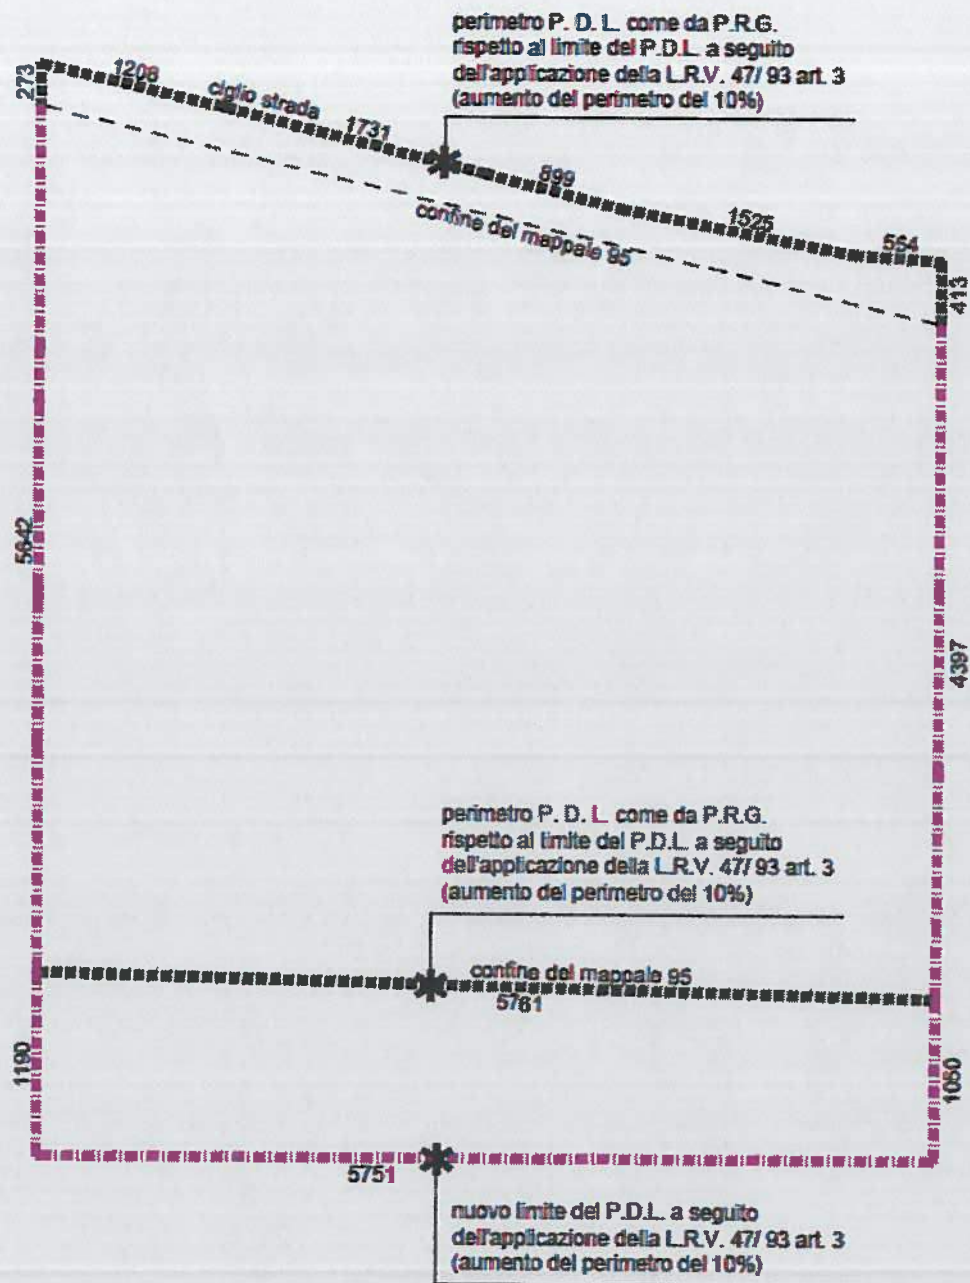 perimetro P. D. L. come da P.R.G.
rispetto al limite del P.D.L. a seguito
dell'applicazione della L.R.V. 47/ 93 art. 3
(aumento del perimetro del 10%)
273
1208
ciglio strada
1731
899
1525
554
413
confine del mappale 95
5642
4397
perimetro P. D. L. come da P.R.G.
rispetto al limite del P.D.L. a seguito
dell'applicazione della L.R.V. 47/ 93 art. 3
(aumento del perimetro del 10%)
confine del mappale 95
5761
1190
1050
5751
nuovo limite del P.D.L. a seguito
dell'applicazione della L.R.V. 47/ 93 art. 3
(aumento del perimetro del 10%)